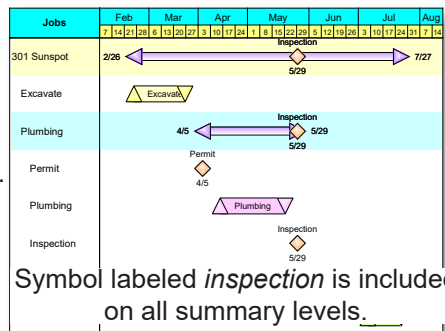 Jobs Feb Mar Apr May Jun Jul Aug
7 14 21 28 6 13 20 27 3 10 17 24 1 8 15 22 29 5 12 19 26 3 10 17 24 31 7 14
Inspection
301 Sunspot 2/26 7/27
5/29
Excavate Excavate
Inspection
Plumbing 4/5 5/29
5/29
Permit
Permit
4/5
Plumbing Plumbing
Inspection
Inspection
5/29
Symbol labeled inspection is included
on all summary levels.